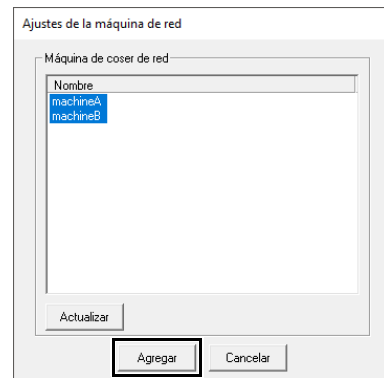 Ajustes de la máquina de red
Máquina de coser de red
Nombre
machineA
machineB
Actualizar
Agregar Cancelar